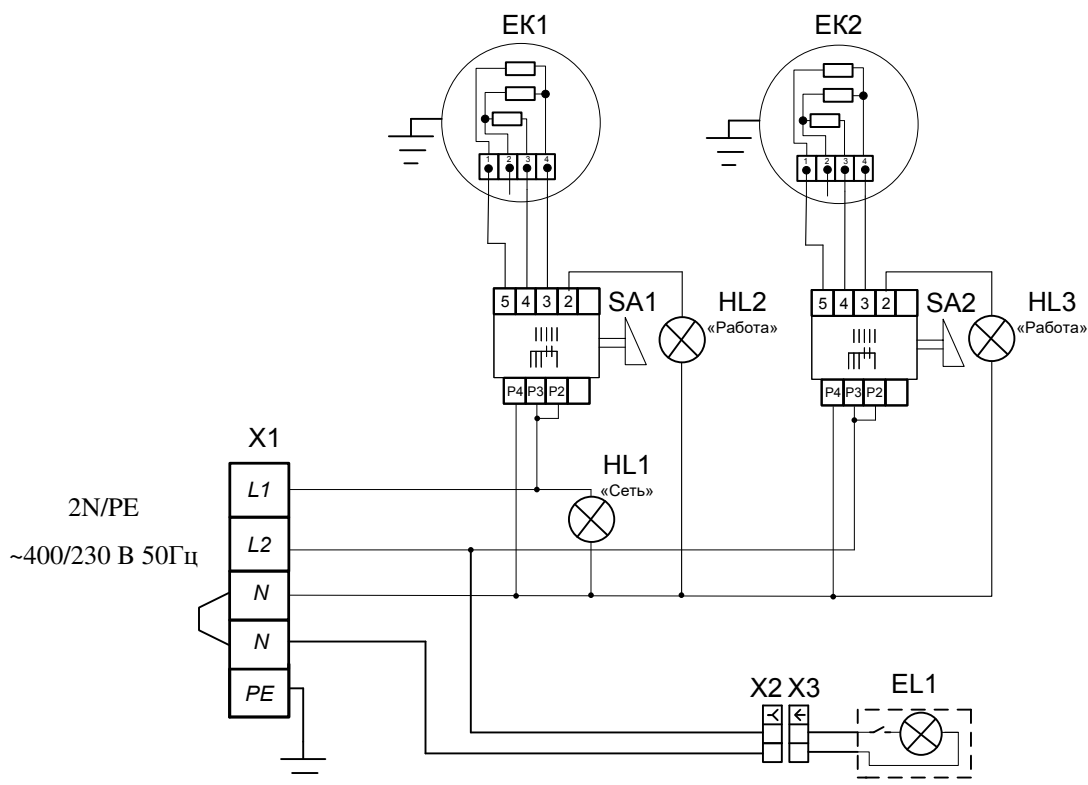 EK1
EK2
1 2 3 4
1 2 3 4
5 4 3 2
SA1
HL2
«Работа»
5 4 3 2
SA2
HL3
«Работа»
P4 P3 P2
P4 P3 P2
X1
HL1
«Сеть»
L1
2N/PE
L2
~400/230 В 50Гц
N
N
PE
X2 X3
EL1